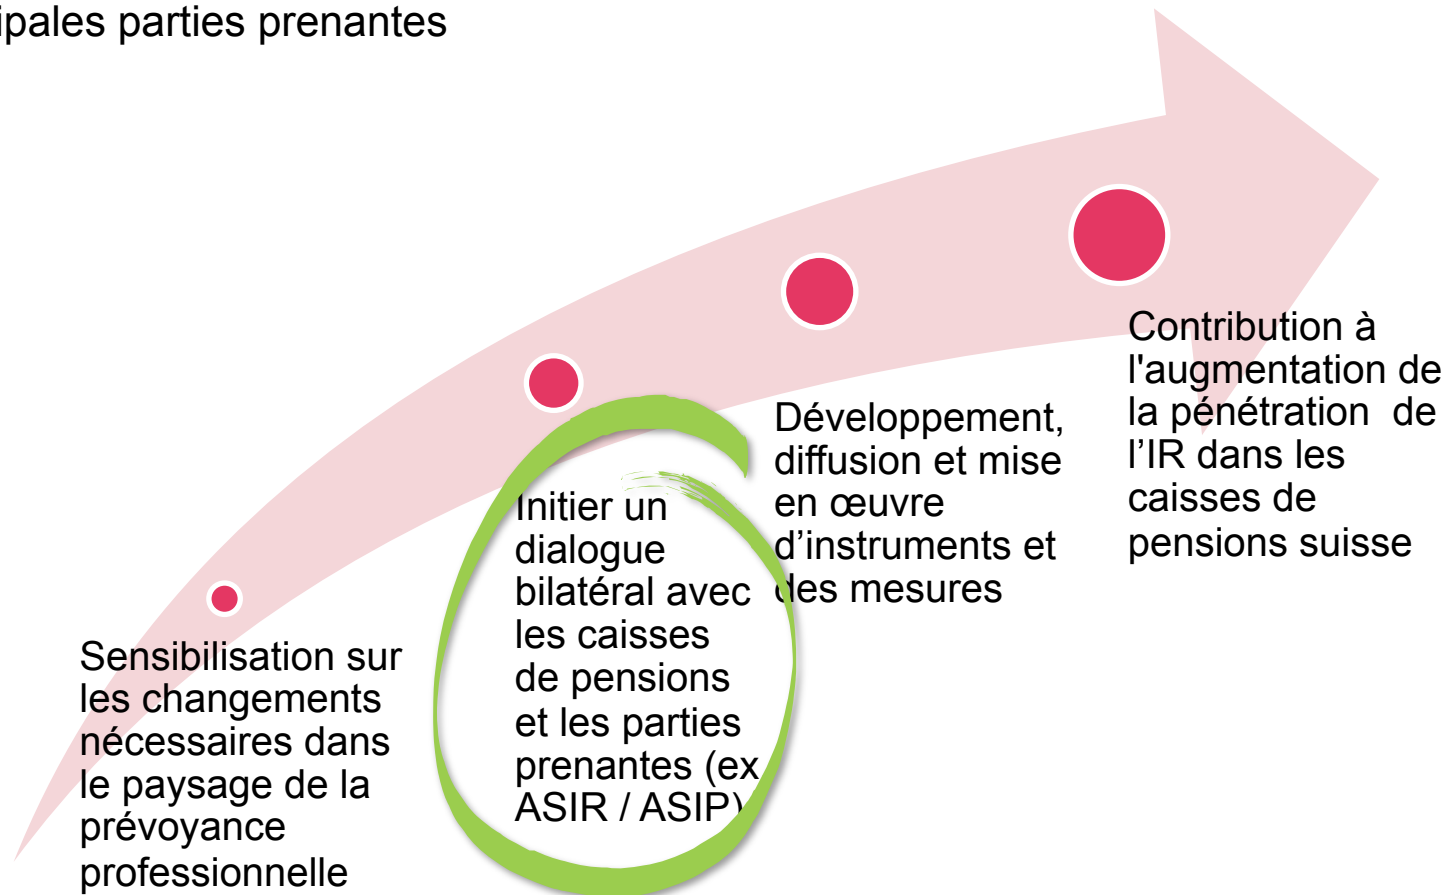 ipales parties prenantes
Sensibilisation sur
les changements
nécessaires dans
le paysage de la
prévoyance
professionnelle
Initier un
dialogue
bilatéral avec
les caisses
de pensions
et les parties
prenantes (ex
ASIR / ASIP)
Développement,
diffusion et mise
en œuvre
d’instruments et
des mesures
Contribution à
l'augmentation de
la pénétration  de
l’IR dans les
caisses de
pensions suisse